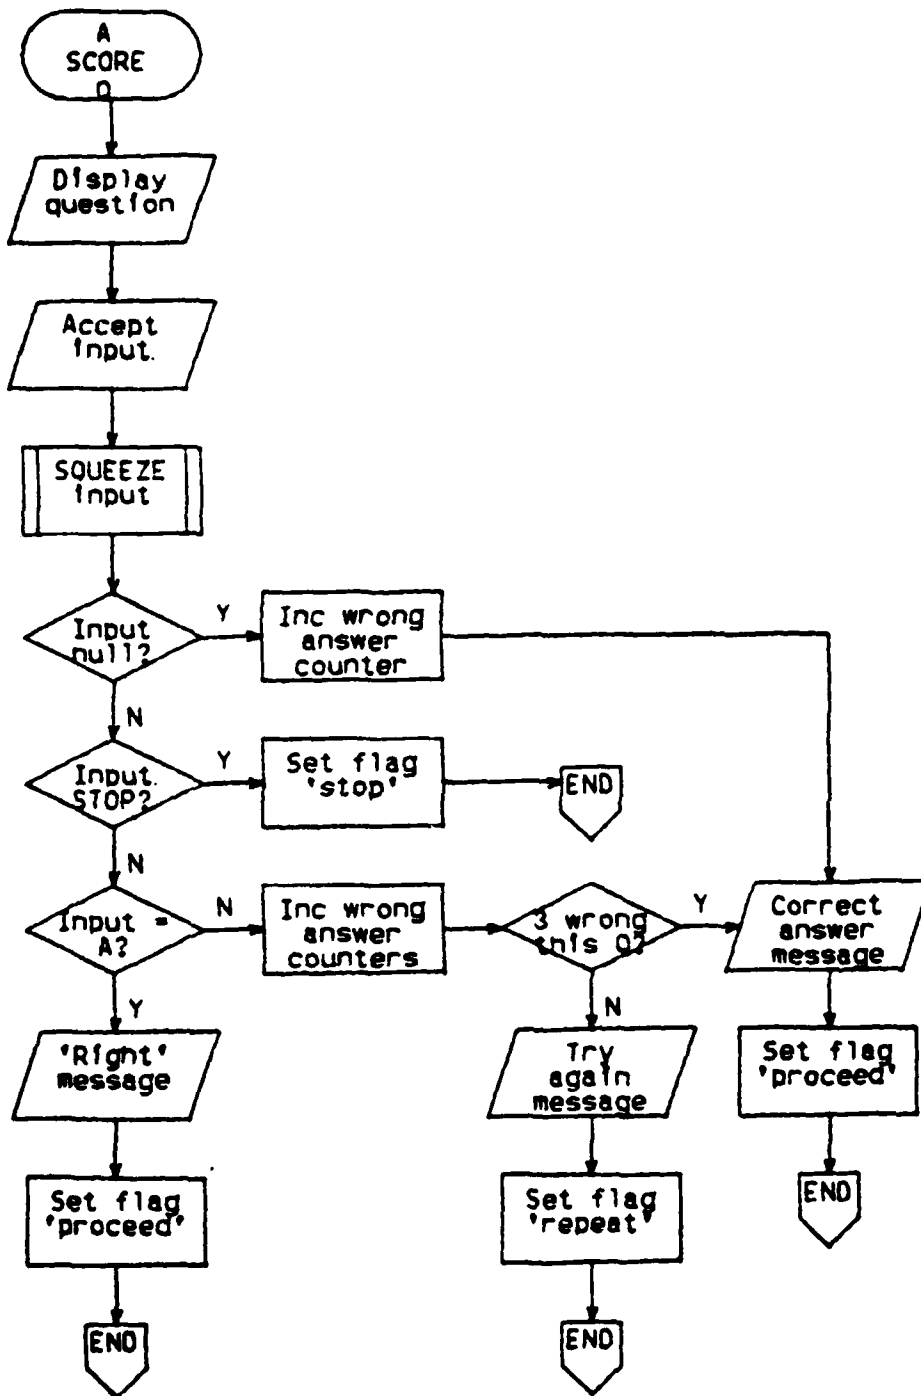 A
SCORE
Q
Display
question
Accept
input.
SQUEEZE
input
Input
null?
Y
Inc wrong
answer
counter
N
Input.
STOP?
Y
Set flag
'stop'
END
N
Input =
A?
N
Inc wrong
answer
counters
3 wrong
this Q?
Y
Correct
answer
message
Y
'Right'
message
N
Try
again
message
Set flag
'proceed'
Set flag
'proceed'
Set flag
'repeat'
END
END
END